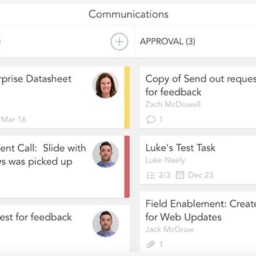 Communications
APPROVAL (3)
rprise Datasheet
Mar 16
ent Call: Slide with
s was picked up
est for feedback
Copy of Send out reques
for feedback
Zach McDowell
1
Luke's Test Task
Luke Neely
2/3 Dec 23
Field Enablement: Create
for Web Updates
Jack McGraw
1